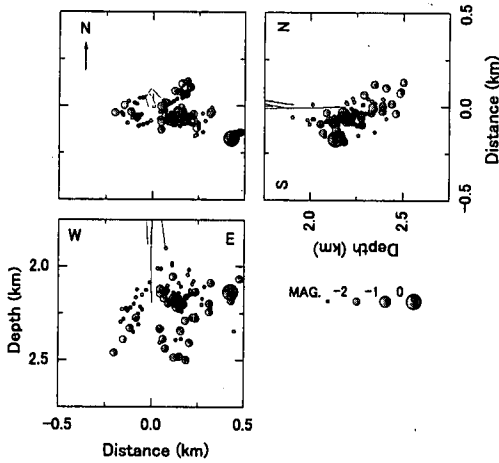 N
N
S
0.5
0.0
-0.5
Distance (km)
2.0
2.5
Depth (km)
W
E
2.0
2.5
Depth (km)
-0.5
0.0
0.5
Distance (km)
MAG. -2 -1 0